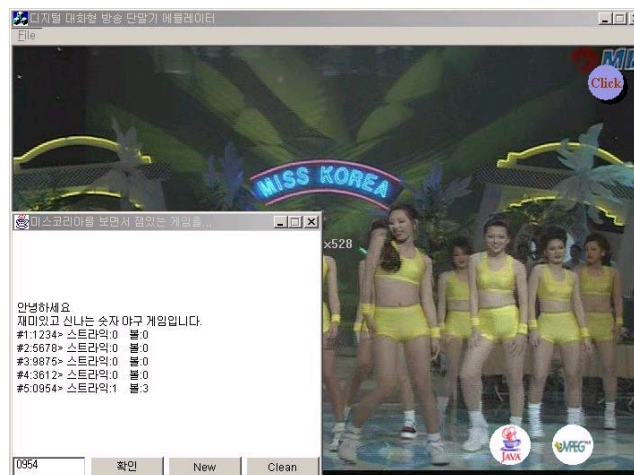 디지털 대화형 방송 단말기 에뮬레이터
File
Click
MISS KOREA
미스코리아를 보면서 잼있는 게임을...
x528
안녕하세요
재미있고 신나는 숫자 야구 게임입니다.
#1:1234> 스트라익:0 볼:0
#2:5678> 스트라익:0 볼:0
#3:9875> 스트라익:0 볼:0
#4:3612> 스트라익:0 볼:0
#5:0954> 스트라익:1 볼:3
0954 확인 New Clean
JAVA
MPEG